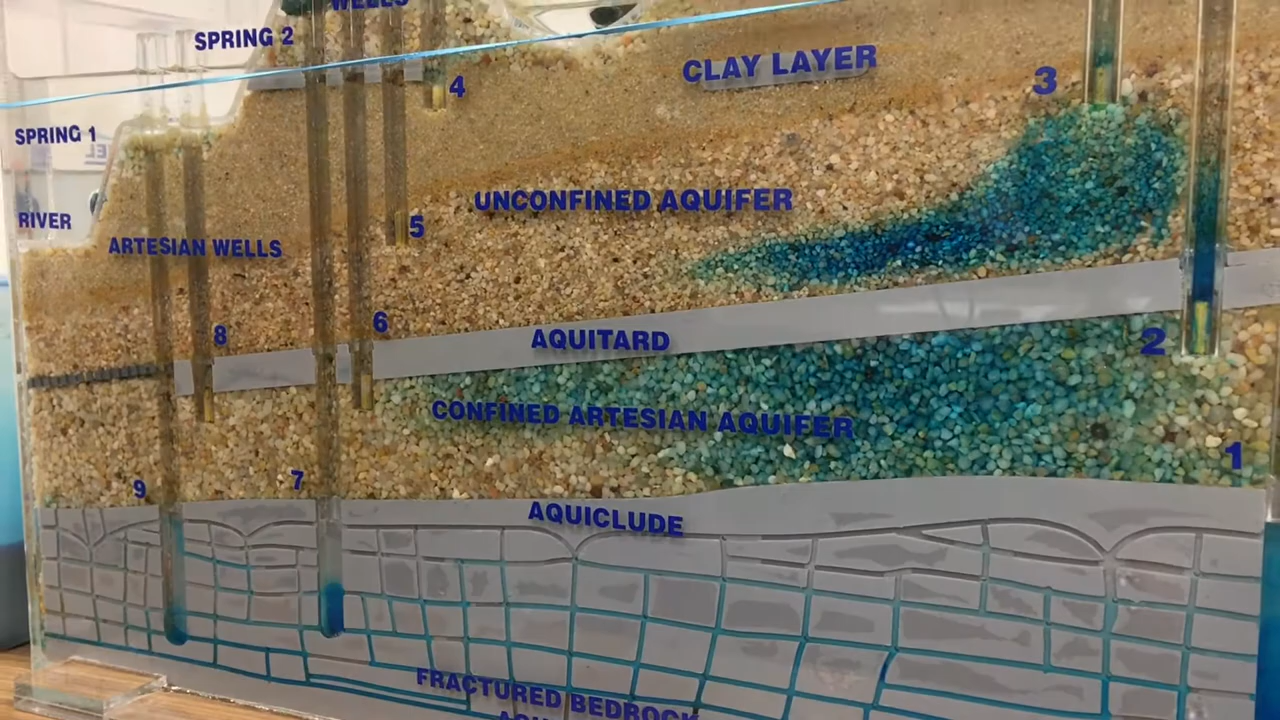 WELLS
SPRING 2
CLAY LAYER
4
3
SPRING 1
UNCONFINED AQUIFER
RIVER
5
ARTESIAN WELLS
6
8
AQUITARD
2
CONFINED ARTESIAN AQUIFER
1
7
9
AQUICLUDE
FRACTURED BEDROCK